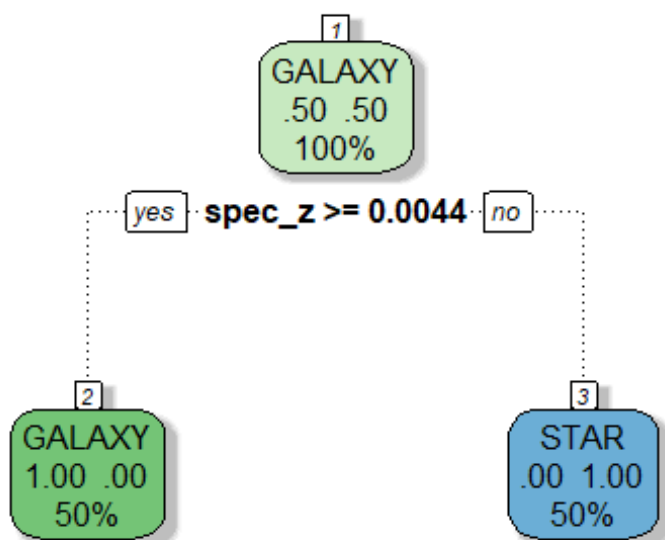 1
GALAXY
.50 .50
100%
yes spec_z >= 0.0044 no
2
GALAXY
1.00 .00
50%
3
STAR
.00 1.00
50%